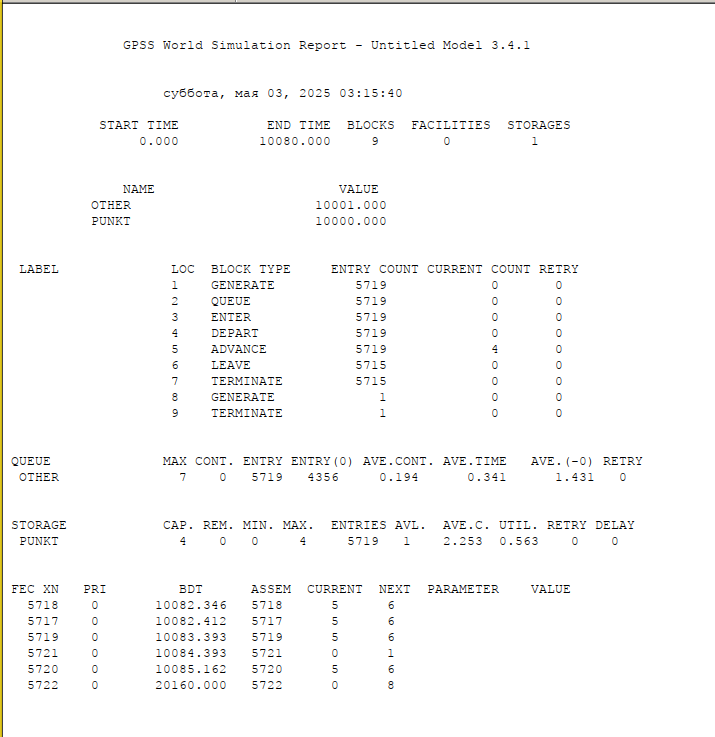 GPSS World Simulation Report - Untitled Model 3.4.1
суббота, мая 03, 2025 03:15:40
START TIME END TIME BLOCKS FACILITIES STORAGES
0.000 10080.000 9 0 1
NAME VALUE
OTHER 10001.000
PUNKT 10000.000
LABEL LOC BLOCK TYPE ENTRY COUNT CURRENT COUNT RETRY
1 GENERATE 5719 0 0
2 QUEUE 5719 0 0
3 ENTER 5719 0 0
4 DEPART 5719 0 0
5 ADVANCE 5719 4 0
6 LEAVE 5715 0 0
7 TERMINATE 5715 0 0
8 GENERATE 1 0 0
9 TERMINATE 1 0 0
QUEUE MAX CONT. ENTRY ENTRY(0) AVE.CONT. AVE.TIME AVE.(-0) RETRY
OTHER 7 0 5719 4356 0.194 0.341 1.431 0
STORAGE CAP. REM. MIN. MAX. ENTRIES AVL. AVE.C. UTIL. RETRY DELAY
PUNKT 4 0 0 4 5719 1 2.253 0.563 0 0
FEC XN PRI BDT ASSEM CURRENT NEXT PARAMETER VALUE
5718 0 10082.346 5718 5 6
5717 0 10082.412 5717 5 6
5719 0 10083.393 5719 5 6
5721 0 10084.393 5721 0 1
5720 0 10085.162 5720 5 6
5722 0 20160.000 5722 0 8